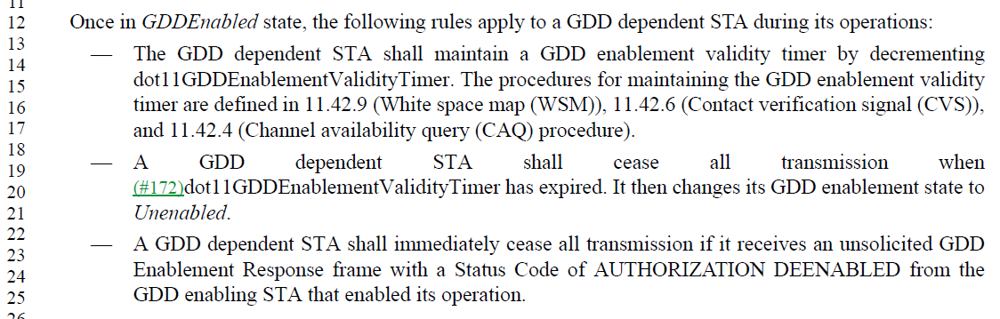 11
12 Once in GDDEnabled state, the following rules apply to a GDD dependent STA during its operations:
13
14 — The GDD dependent STA shall maintain a GDD enablement validity timer by decrementing
15 dot11GDDEnablementValidityTimer. The procedures for maintaining the GDD enablement validity
16 timer are defined in 11.42.9 (White space map (WSM)), 11.42.6 (Contact verification signal (CVS)),
17 and 11.42.4 (Channel availability query (CAQ) procedure).
18
19 — A GDD dependent STA shall cease all transmission when
20 (#172)dot11GDDEnablementValidityTimer has expired. It then changes its GDD enablement state to
21 Unenabled.
22
23 — A GDD dependent STA shall immediately cease all transmission if it receives an unsolicited GDD
24 Enablement Response frame with a Status Code of AUTHORIZATION DEENABLED from the
25 GDD enabling STA that enabled its operation.
26